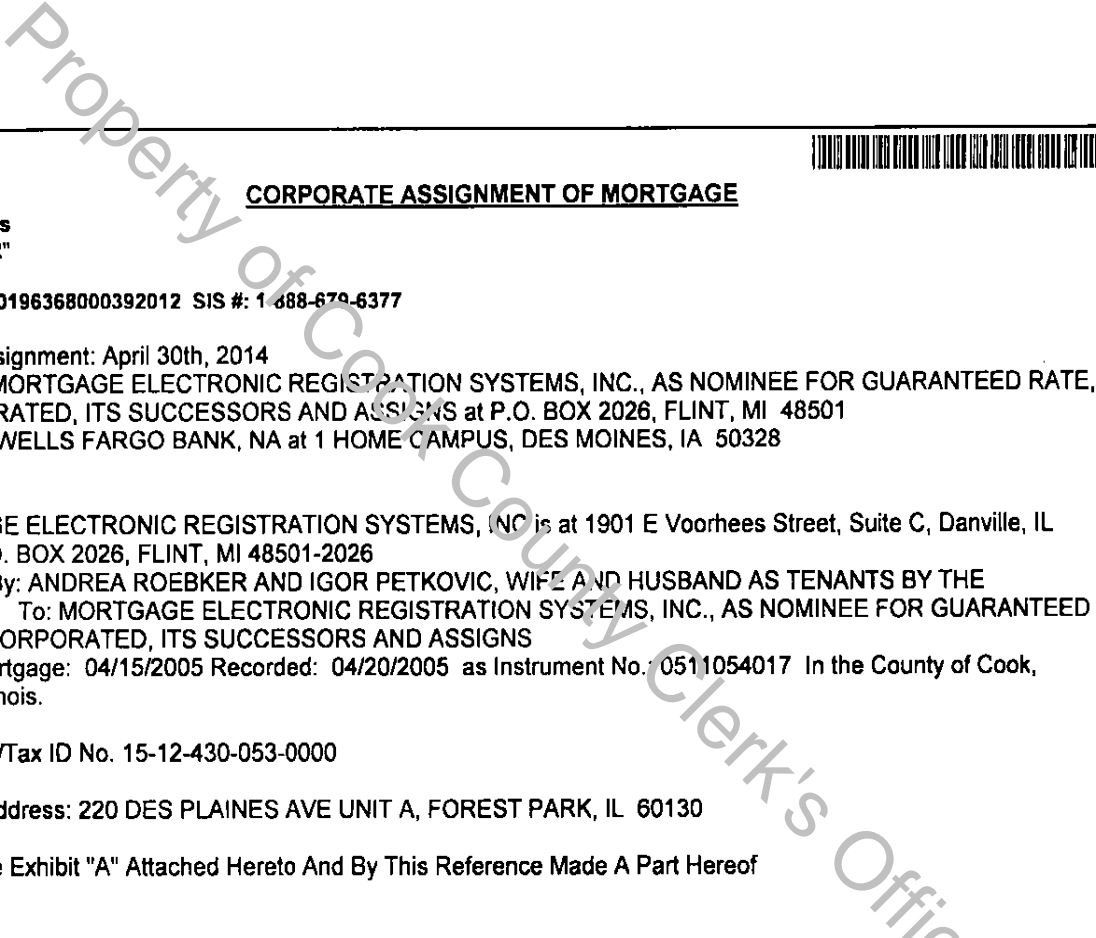 Property of Cook County Clerk's Offic
CORPORATE ASSIGNMENT OF MORTGAGE
s
"
0196368000392012 SIS #: 1-888-679-6377
signment: April 30th, 2014
MORTGAGE ELECTRONIC REGISTRATION SYSTEMS, INC., AS NOMINEE FOR GUARANTEED RATE,
RATED, ITS SUCCESSORS AND ASSIGNS at P.O. BOX 2026, FLINT, MI 48501
WELLS FARGO BANK, NA at 1 HOME CAMPUS, DES MOINES, IA 50328
GE ELECTRONIC REGISTRATION SYSTEMS, INC is at 1901 E Voorhees Street, Suite C, Danville, IL
O. BOX 2026, FLINT, MI 48501-2026
By: ANDREA ROEBKER AND IGOR PETKOVIC, WIFE AND HUSBAND AS TENANTS BY THE
To: MORTGAGE ELECTRONIC REGISTRATION SYSTEMS, INC., AS NOMINEE FOR GUARANTEED
ORPORATED, ITS SUCCESSORS AND ASSIGNS
rtgage: 04/15/2005 Recorded: 04/20/2005 as Instrument No.: 0511054017 In the County of Cook,
nois.
/Tax ID No. 15-12-430-053-0000
ddress: 220 DES PLAINES AVE UNIT A, FOREST PARK, IL 60130
e Exhibit "A" Attached Hereto And By This Reference Made A Part Hereof